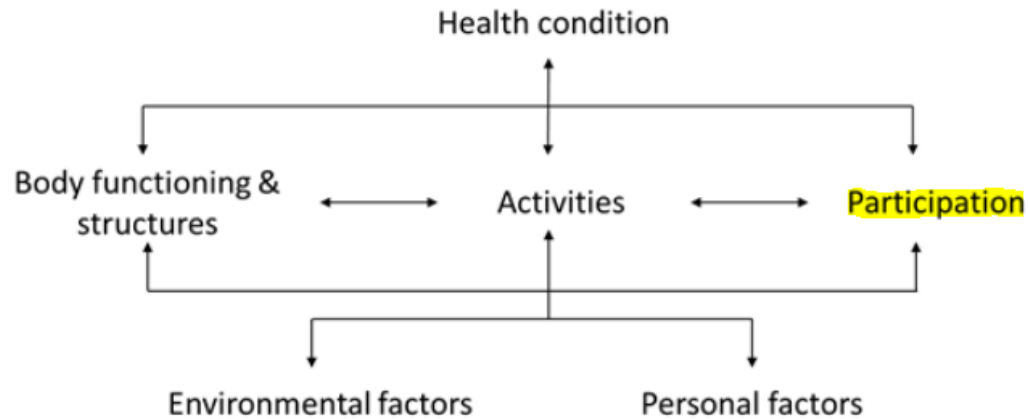 Health condition
Body functioning &
structures
Activities
Participation
Environmental factors
Personal factors